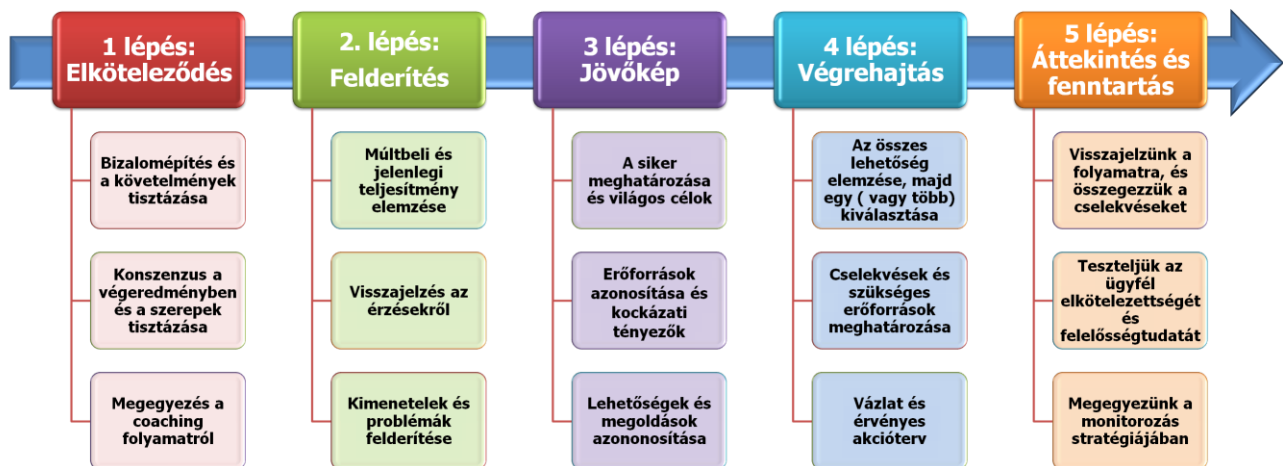 1 lépés:
Elköteleződés
Bizalomépítés és
a követelmények
tisztázása
Konszenzus a
végeredményben
és a szerepek
tisztázása
Megegyezés a
coaching
folyamatról
2. lépés:
Felderítés
Múltbeli és
jelenlegi
teljesítmény
elemzése
Visszajelzés az
érzésekről
Kimenetelek és
problémák
felderítése
3 lépés:
Jövőkép
A siker
meghatározása
és világos célok
Erőforrások
azonosítása és
kockázati
tényezők
Lehetőségek és
megoldások
azononosítása
4 lépés:
Végrehajtás
Az összes
lehetőség
elemzése, majd
egy ( vagy több)
kiválasztása
Cselekvések és
szükséges
erőforrások
meghatározása
Vázlat és
érvényes
akcióterv
5 lépés:
Áttekintés és
fenntartás
Visszajelzünk a
folyamatra, és
összegezzük a
cselekvéseket
Teszteljük az
ügyfél
elkötelezettségét
és
felelősségtudatát
Megegyezünk a
monitorozás
stratégiájában